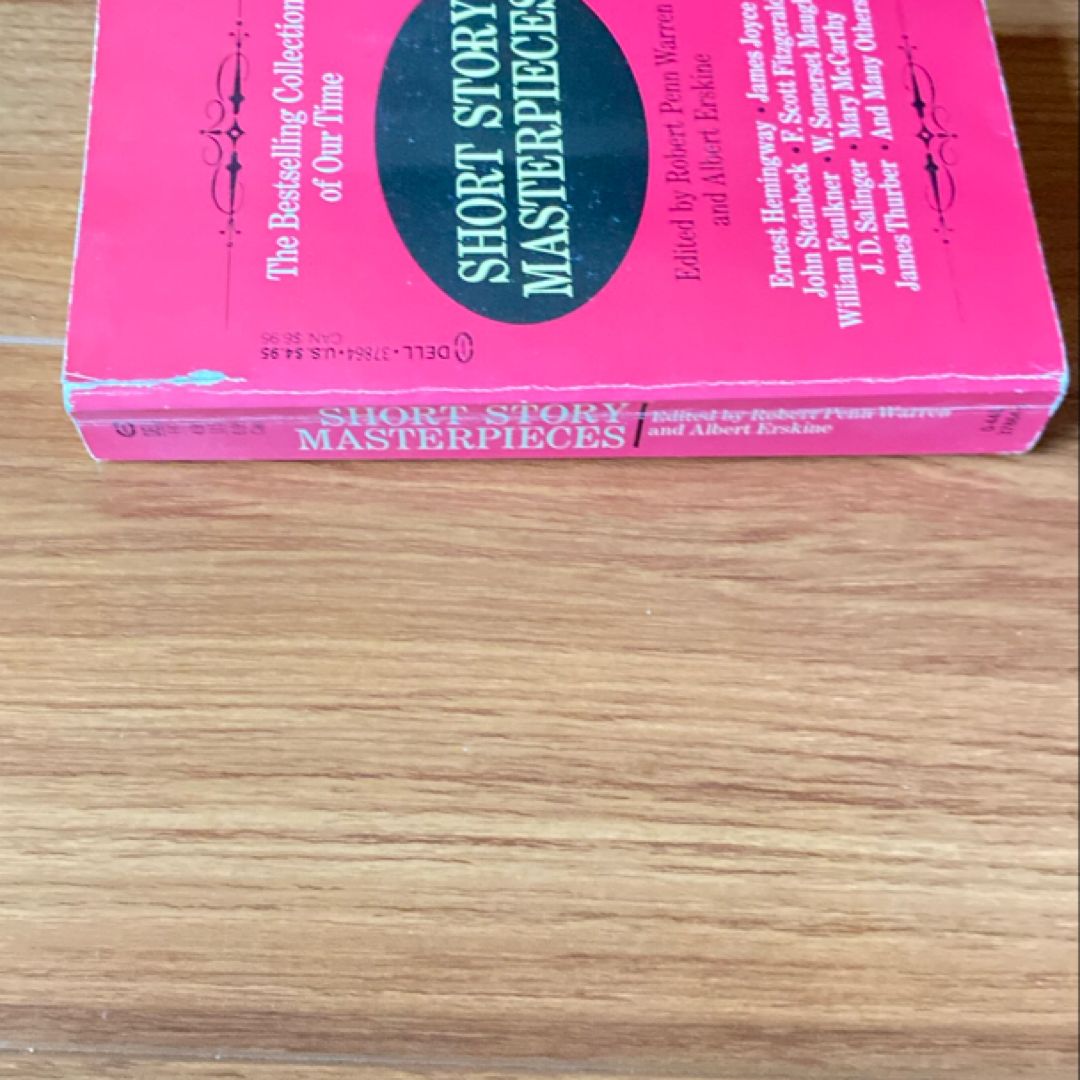 The Bestselling Collection
of Our Time
SHORT STORY
MASTERPIECES
Edited by Robert Penn Warren
and Albert Erskine
Ernest Hemingway • James Joyce
John Steinbeck • F. Scott Fitzgerald
William Faulkner • W. Somerset Maugh
J. D. Salinger • Mary McCarthy
James Thurber • And Many Others
DELL • 37864 • U.S. $4.95
CAN. $6.95
SHORT STORY
MASTERPIECES
Edited by Robert Penn Warren
and Albert Erskine